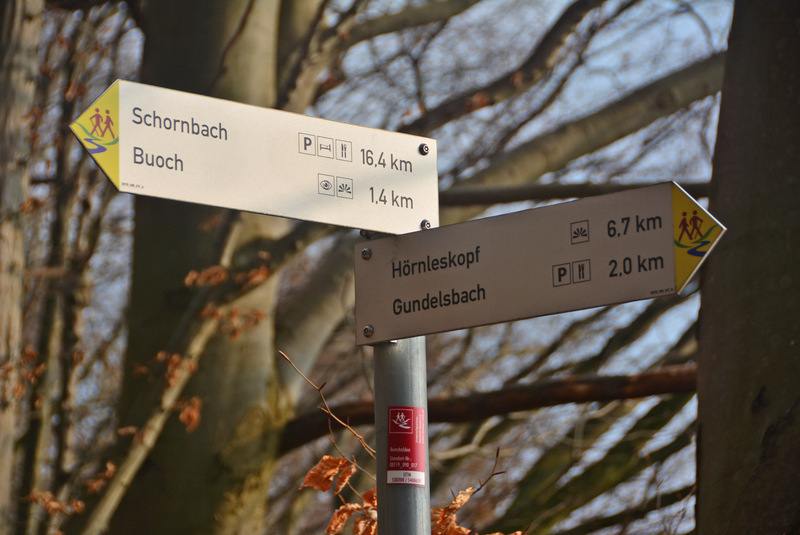 Schornbach P 16,4 km
Buoch 1,4 km
Hörnleskopf 6,7 km
Gundelsbach P 2,0 km